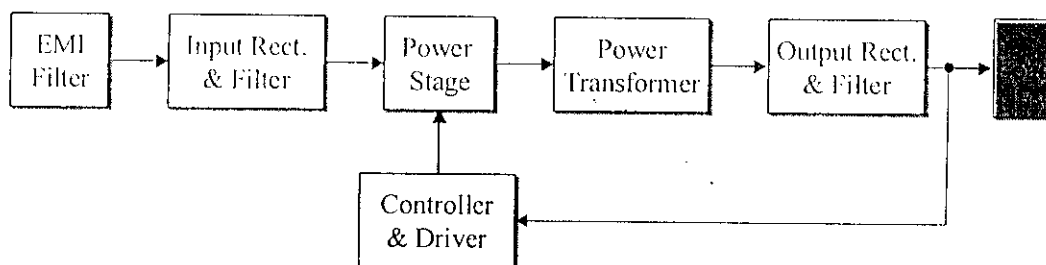 EMI
Filter
Input Rect.
& Filter
Power
Stage
Power
Transformer
Output Rect.
& Filter
Controller
& Driver